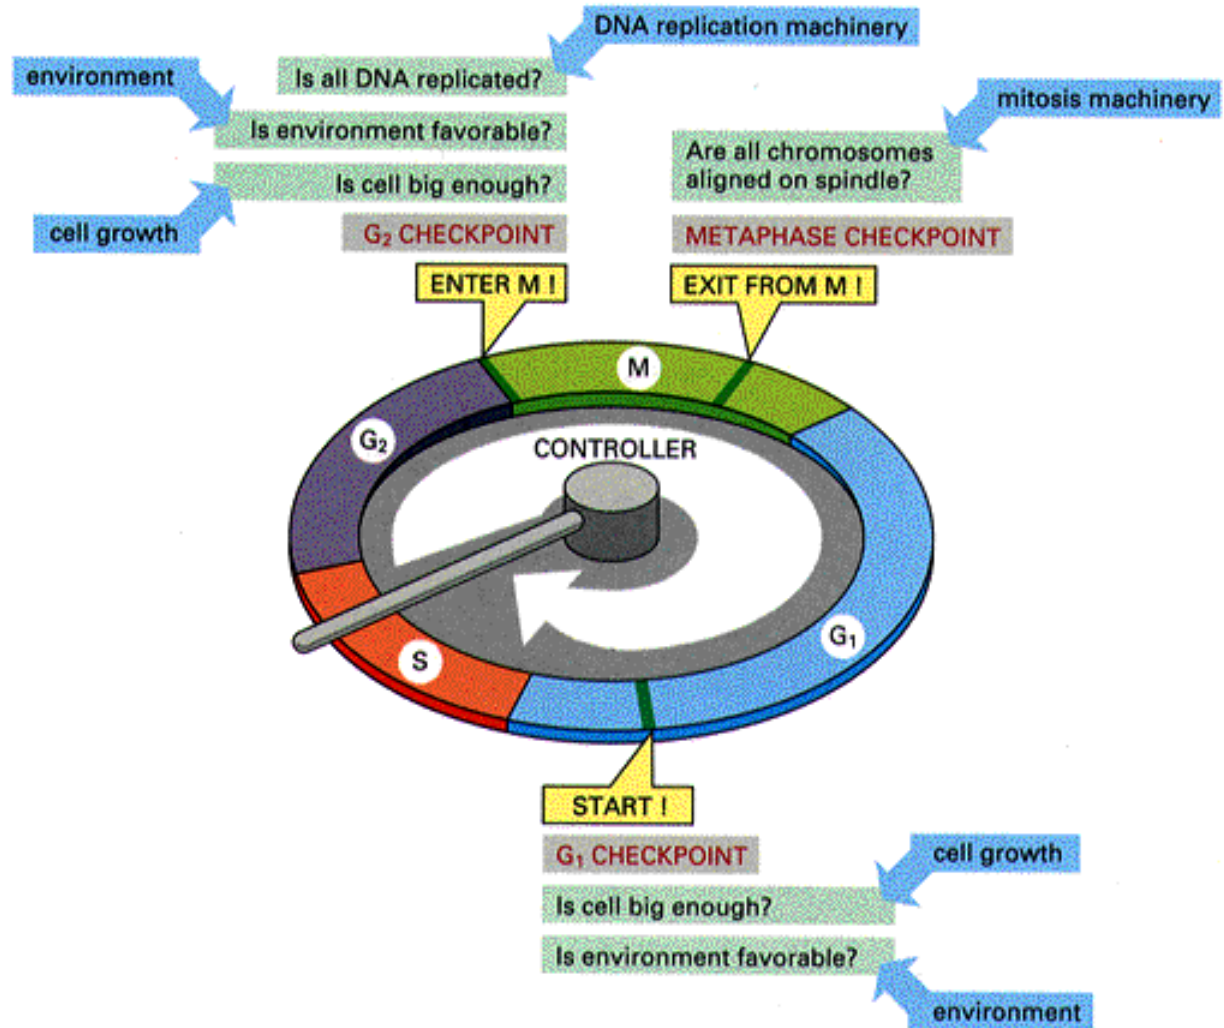 DNA replication machinery
environment
Is all DNA replicated?
mitosis machinery
Is environment favorable?
Are all chromosomes
aligned on spindle?
Is cell big enough?
cell growth
G₂ CHECKPOINT
METAPHASE CHECKPOINT
ENTER M !
EXIT FROM M !
M
G₂
CONTROLLER
G₁
S
START !
G₁ CHECKPOINT
cell growth
Is cell big enough?
Is environment favorable?
environment